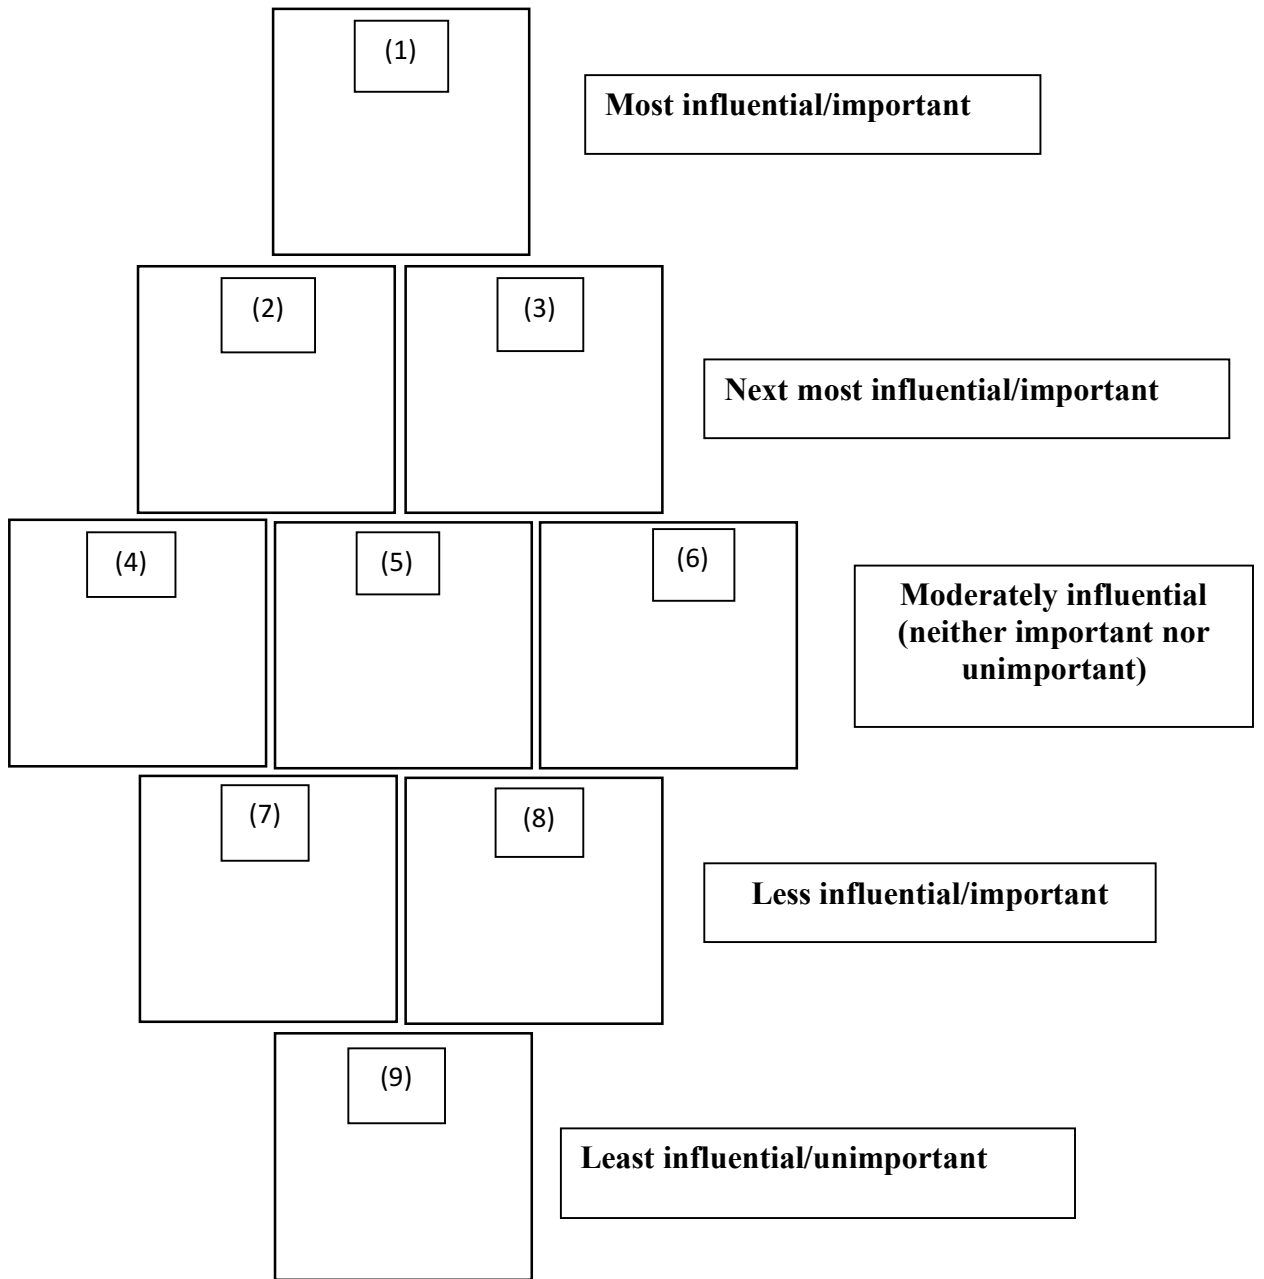 (1)
Most influential/important
(2)
(3)
Next most influential/important
(4)
(5)
(6)
Moderately influential
(neither important nor
unimportant)
(7)
(8)
Less influential/important
(9)
Least influential/unimportant